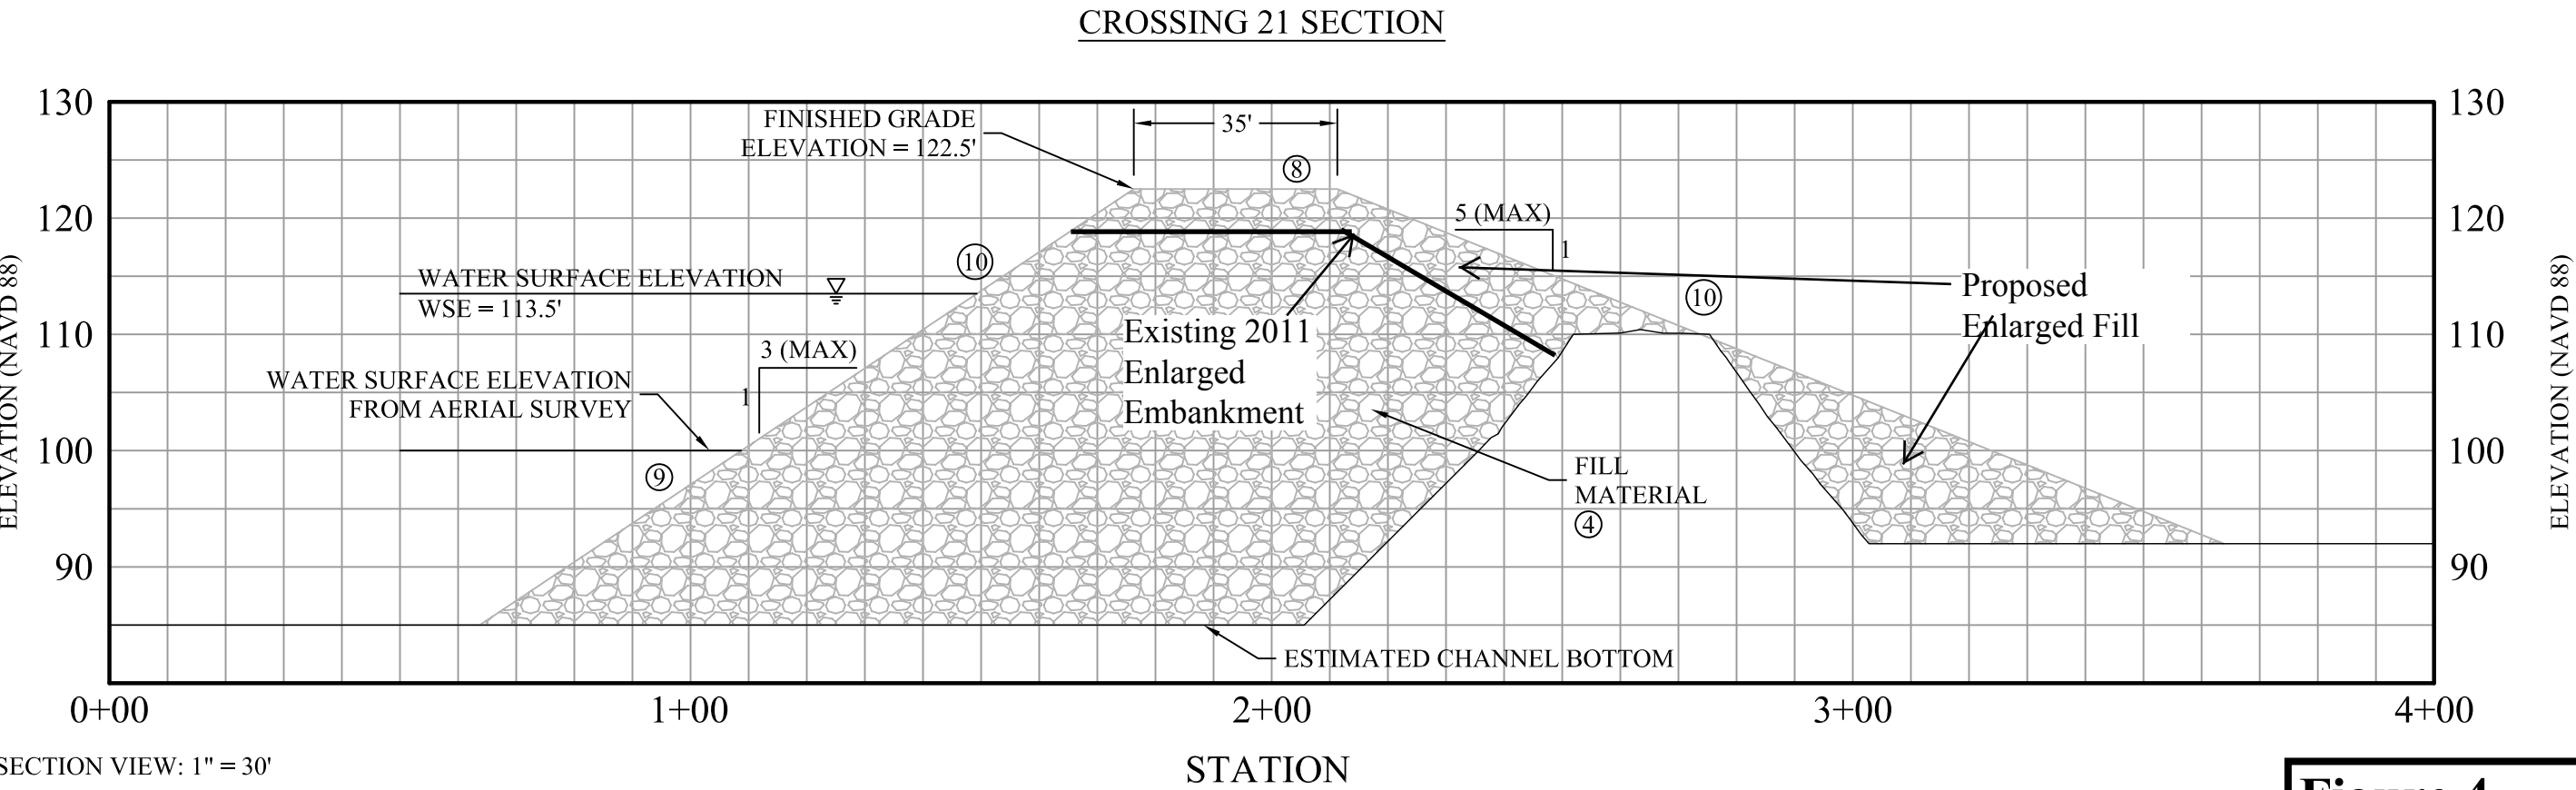 CROSSING 21 SECTION
130
120
110
100
90
ELEVATION (NAVD 88)
FINISHED GRADE
ELEVATION = 122.5'
35'
8
5 (MAX)
1
10
WATER SURFACE ELEVATION
WSE = 113.5'
3 (MAX)
1
WATER SURFACE ELEVATION
FROM AERIAL SURVEY
9
Existing 2011
Enlarged
Embankment
10
Proposed
Enlarged Fill
FILL
MATERIAL
4
ESTIMATED CHANNEL BOTTOM
130
120
110
100
90
ELEVATION (NAVD 88)
0+00
1+00
2+00
3+00
4+00
STATION
SECTION VIEW: 1" = 30'
Figure 4